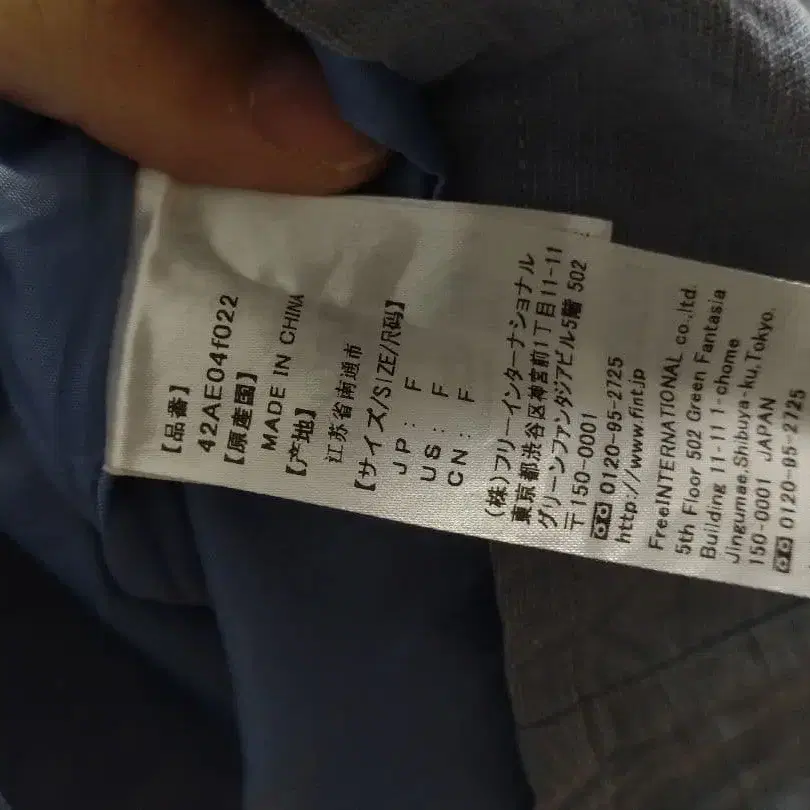 【品番】
42AE04f022
【原産国】
MADE IN CHINA
【产地】
江苏省南通市
【サイズ/SIZE/尺码】
JP: F
US: F
CN: F
(株)フリーインターナショナル
東京都渋谷区神宮前1丁目11-11
グリーンファンタジアビル5階 502
〒150-0001
0120-95-2725
http://www.fint.jp
FreeINTERNATIONAL co.,ltd.
5th Floor 502 Green Fantasia
Building 11-11 1-chome
Jingumae,Shibuya-ku,Tokyo,
150-0001 JAPAN
0120-95-2725